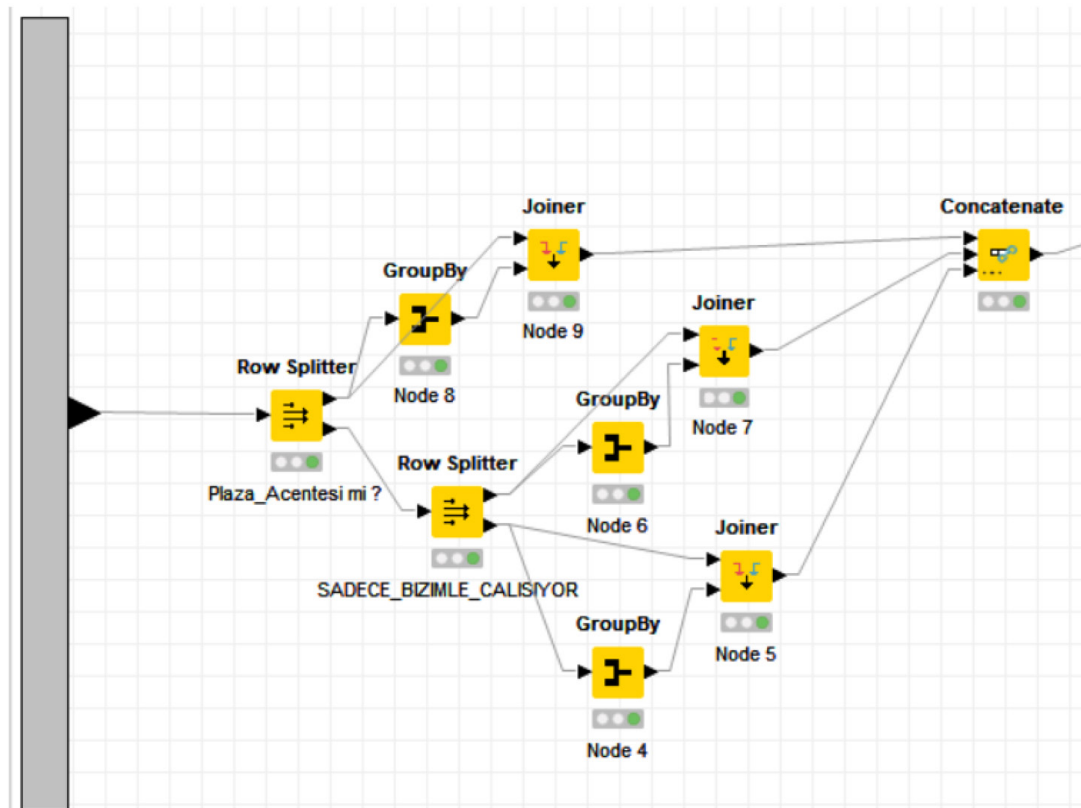 Joiner
Concatenate
GroupBy
Joiner
Node 9
Row Splitter
Node 8
GroupBy
Node 7
Row Splitter
Plaza_Acentesi mi ?
Node 6
Joiner
SADECE_BIZIMLE_CALISIYOR
GroupBy
Node 5
Node 4